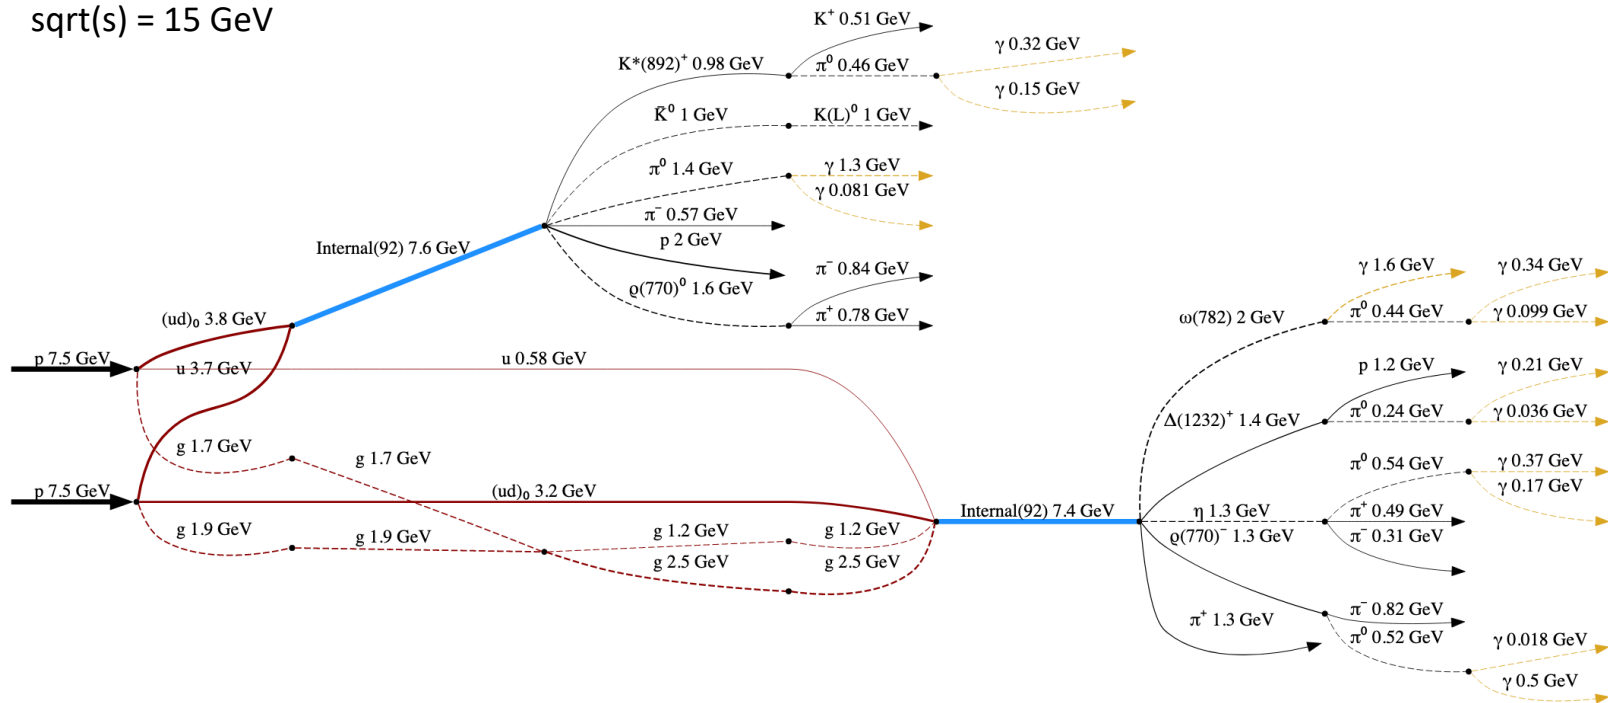 sqrt(s) = 15 GeV
K⁺ 0.51 GeV
γ 0.32 GeV
K*(892)⁺ 0.98 GeV
π⁰ 0.46 GeV
γ 0.15 GeV
K̄⁰ 1 GeV
K(L)⁰ 1 GeV
π⁰ 1.4 GeV
γ 1.3 GeV
γ 0.081 GeV
π⁻ 0.57 GeV
p 2 GeV
Internal(92) 7.6 GeV
π⁻ 0.84 GeV
ϱ(770)⁰ 1.6 GeV
π⁺ 0.78 GeV
γ 1.6 GeV
γ 0.34 GeV
ω(782) 2 GeV
π⁰ 0.44 GeV
γ 0.099 GeV
(ud)₀ 3.8 GeV
p 7.5 GeV
u 3.7 GeV
u 0.58 GeV
p 1.2 GeV
γ 0.21 GeV
Δ(1232)⁺ 1.4 GeV
π⁰ 0.24 GeV
γ 0.036 GeV
g 1.7 GeV
g 1.7 GeV
π⁰ 0.54 GeV
γ 0.37 GeV
γ 0.17 GeV
p 7.5 GeV
(ud)₀ 3.2 GeV
Internal(92) 7.4 GeV
η 1.3 GeV
π⁺ 0.49 GeV
ϱ(770)⁻ 1.3 GeV
π⁻ 0.31 GeV
g 1.9 GeV
g 1.9 GeV
g 1.2 GeV
g 1.2 GeV
g 2.5 GeV
g 2.5 GeV
π⁺ 1.3 GeV
π⁻ 0.82 GeV
π⁰ 0.52 GeV
γ 0.018 GeV
γ 0.5 GeV